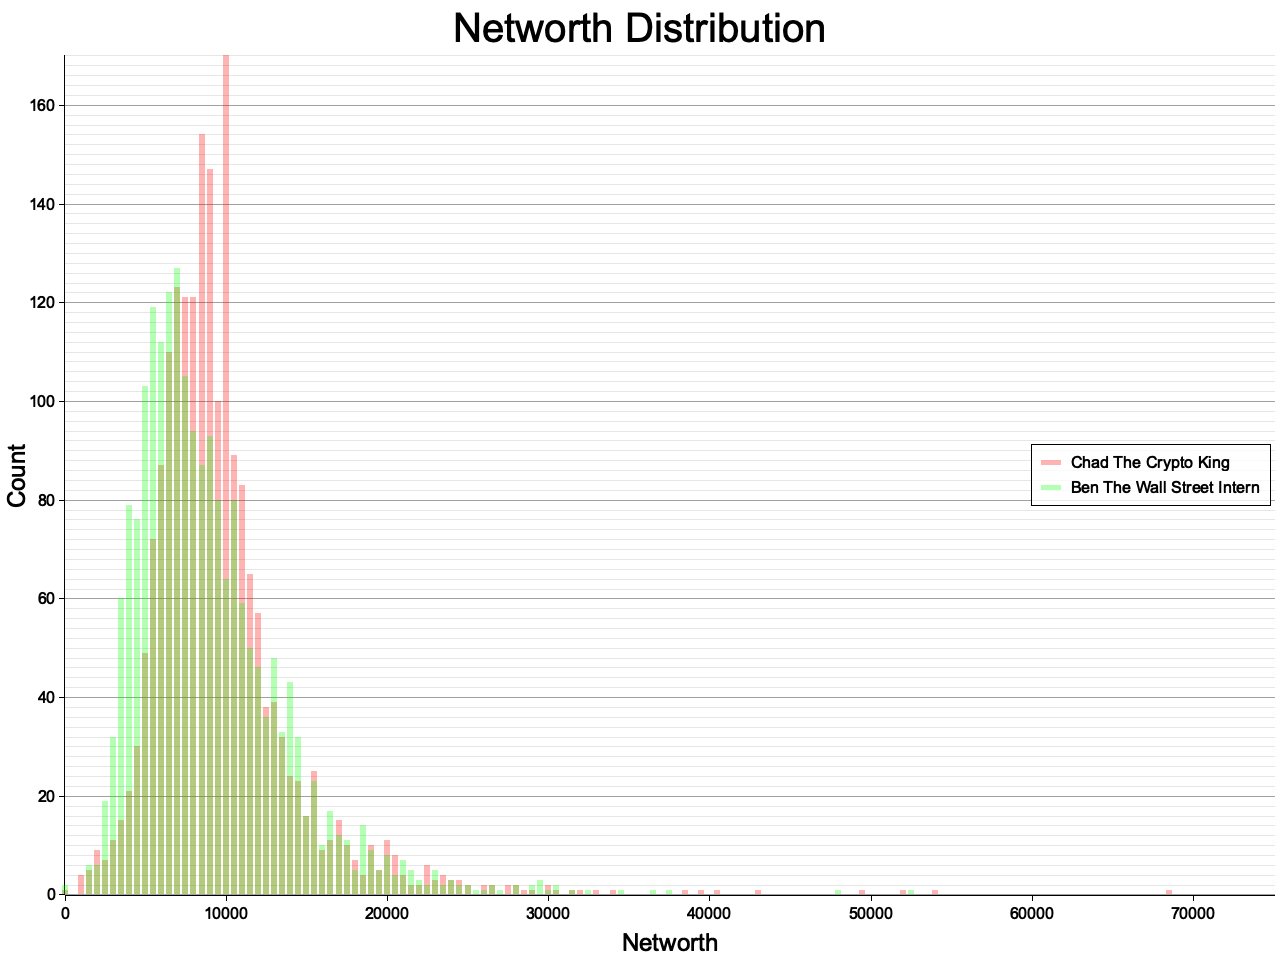 Networth Distribution
160
140
120
100
80
60
40
20
0
Count
Chad The Crypto King
Ben The Wall Street Intern
0 10000 20000 30000 40000 50000 60000 70000
Networth